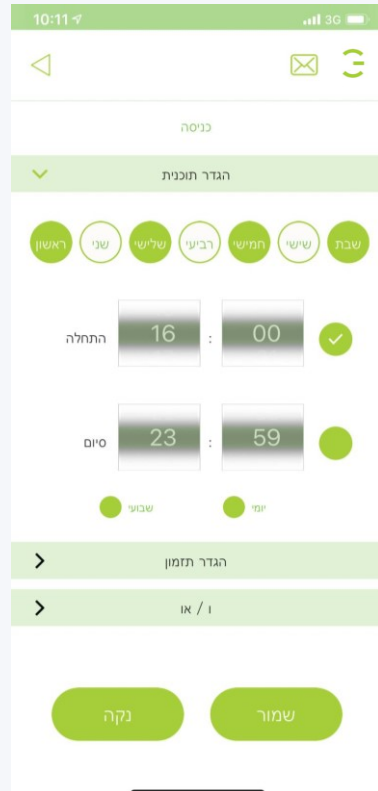 10:11 3G
כניסה
הגדר תוכנית
ראשון שני שלישי רביעי חמישי שישי שבת
התחלה 16 : 00
סיום 23 : 59
שבועי יומי
הגדר תזמון
ו / או
נקה שמור